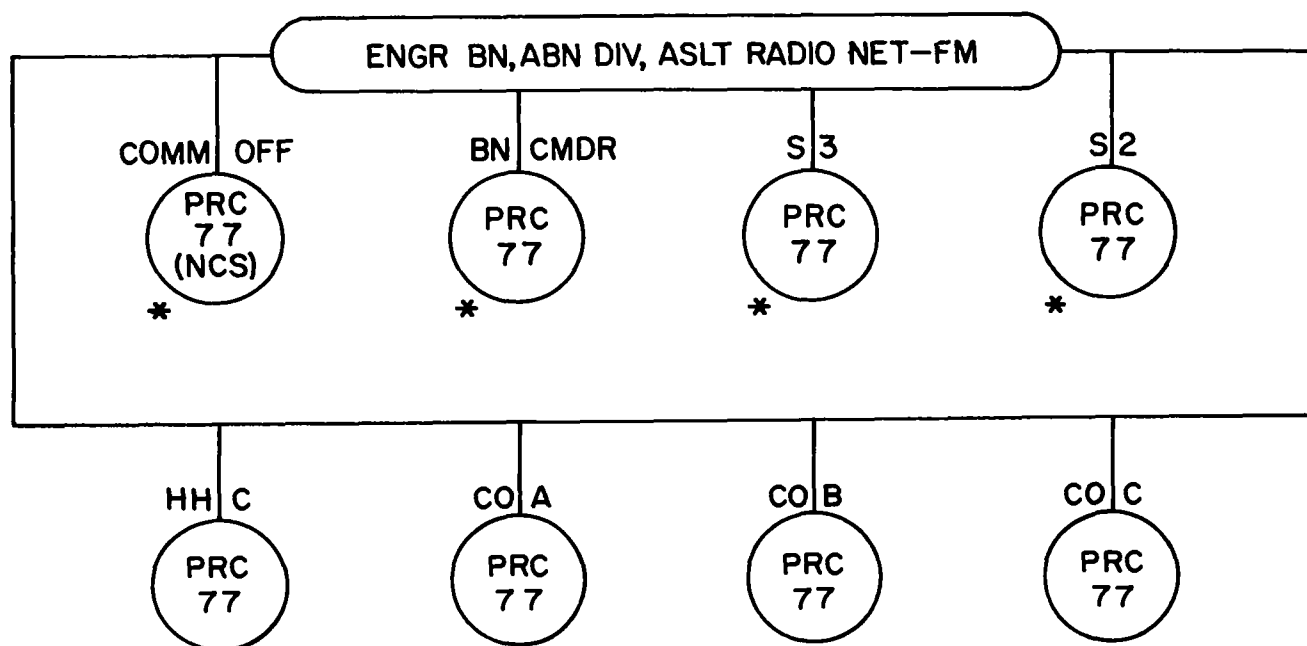 ENGR BN, ABN DIV, ASLT RADIO NET-FM
COMM OFF
BN CMDR
S 3
S 2
PRC
77
(NCS)
*
PRC
77
*
PRC
77
*
PRC
77
*
HHC
CO A
CO B
CO C
PRC
77
PRC
77
PRC
77
PRC
77